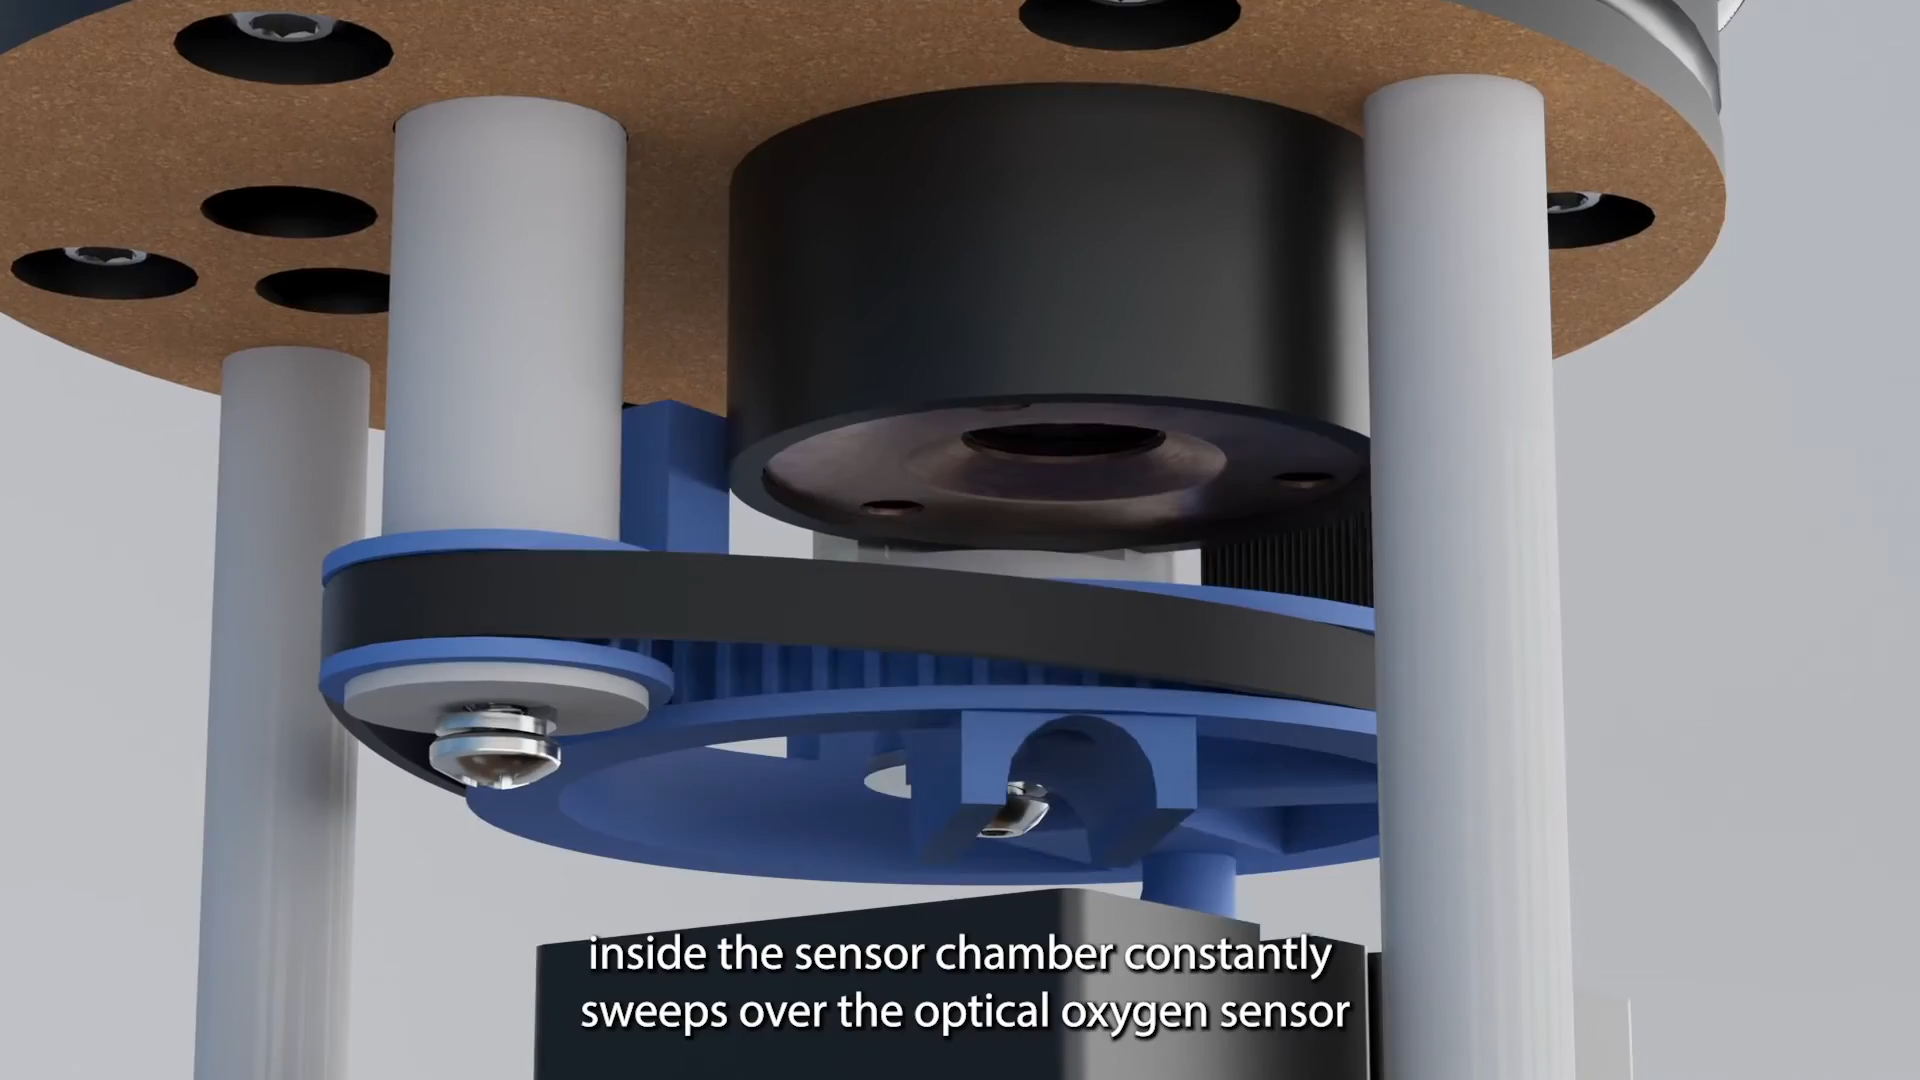 inside the sensor chamber constantly
sweeps over the optical oxygen sensor